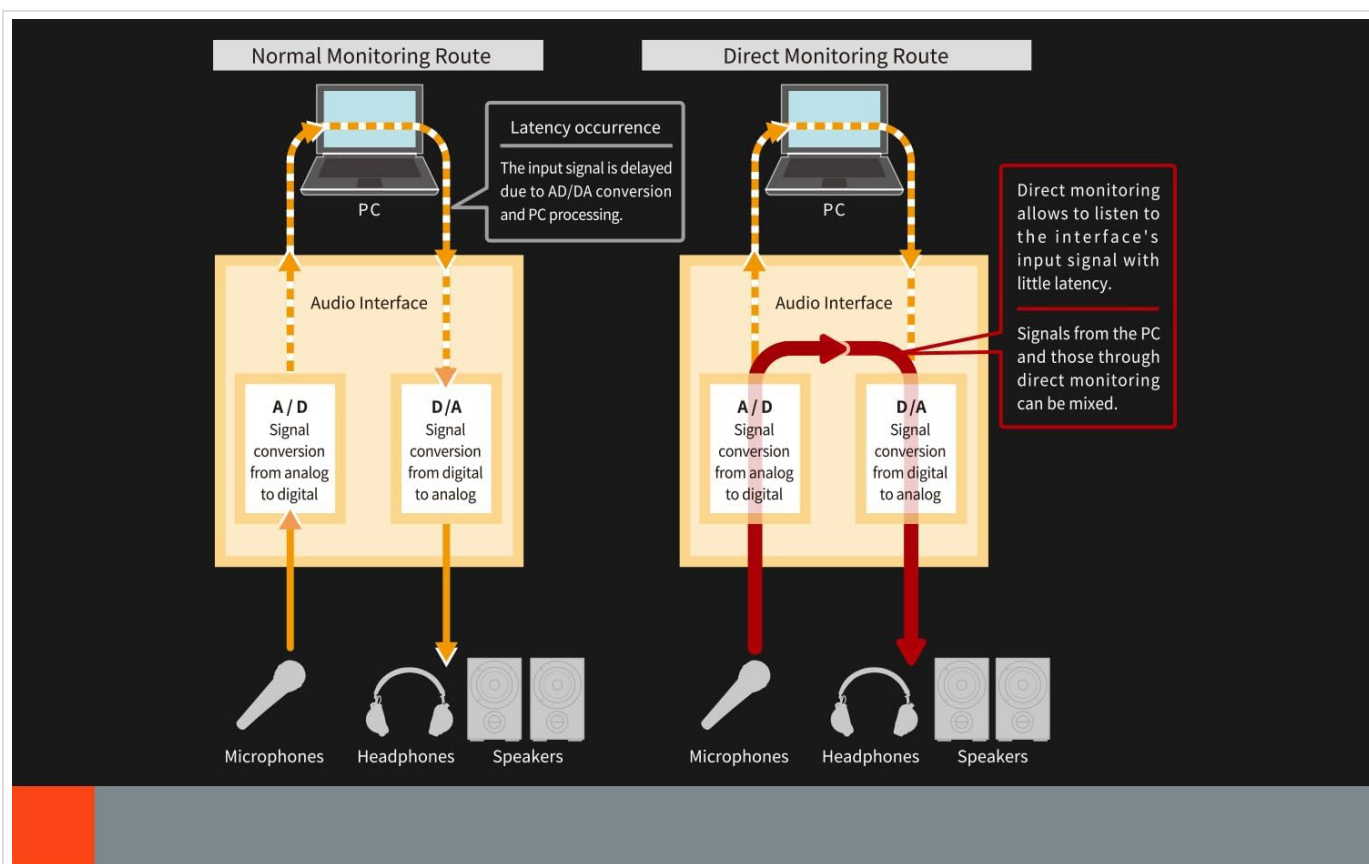 Normal Monitoring Route
PC
Latency occurrence
The input signal is delayed
due to AD/DA conversion
and PC processing.
Audio Interface
A / D
Signal
conversion
from analog
to digital
D/A
Signal
conversion
from digital
to analog
Microphones
Headphones
Speakers
Direct Monitoring Route
PC
Direct monitoring
allows to listen to
the interface's
input signal with
little latency.
Signals from the PC
and those through
direct monitoring
can be mixed.
Audio Interface
A / D
Signal
conversion
from analog
to digital
D/A
Signal
conversion
from digital
to analog
Microphones
Headphones
Speakers